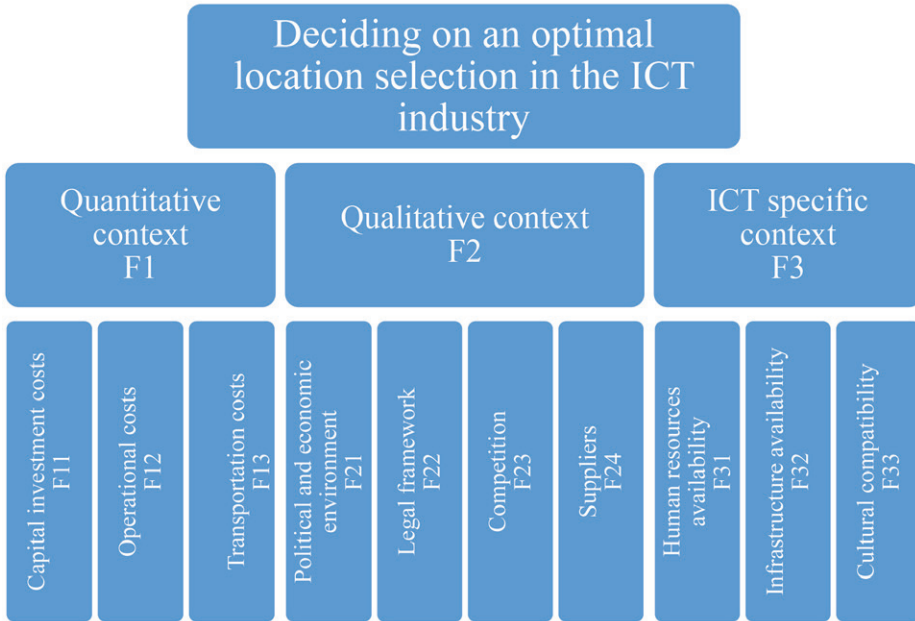 Deciding on an optimal
location selection in the ICT
industry
Quantitative
context
F1
Qualitative context
F2
ICT specific
context
F3
Capital investment costs
F11
Operational costs
F12
Transportation costs
F13
Political and economic
environment
F21
Legal framework
F22
Competition
F23
Suppliers
F24
Human resources
availability
F31
Infrastructure availability
F32
Cultural compatibility
F33